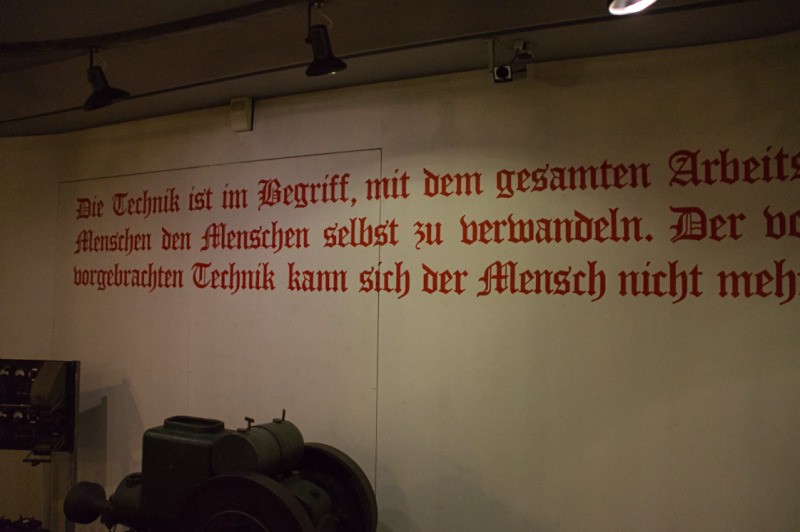 Die Technik ist im Begriff, mit dem gesamten Arbeits
Menschen den Menschen selbst zu verwandeln. Der vo
vorgebrachten Technik kann sich der Mensch nicht mehr